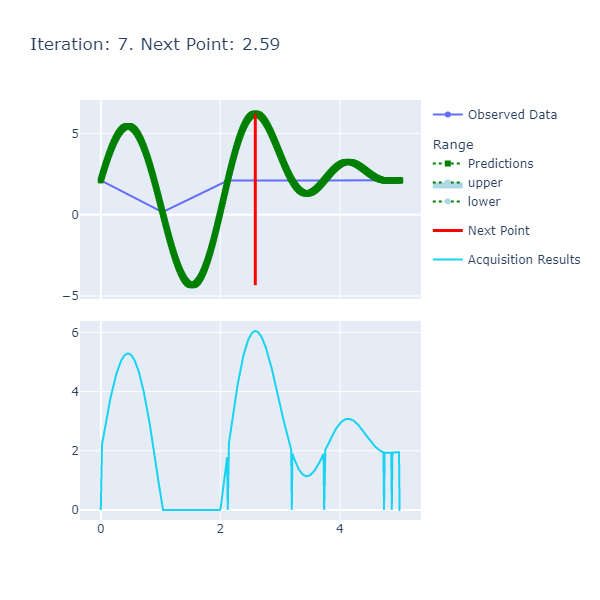 Iteration: 7. Next Point: 2.59
5
0
−5
6
4
2
0
0
2
4
Observed Data
Range
Predictions
upper
lower
Next Point
Acquisition Results